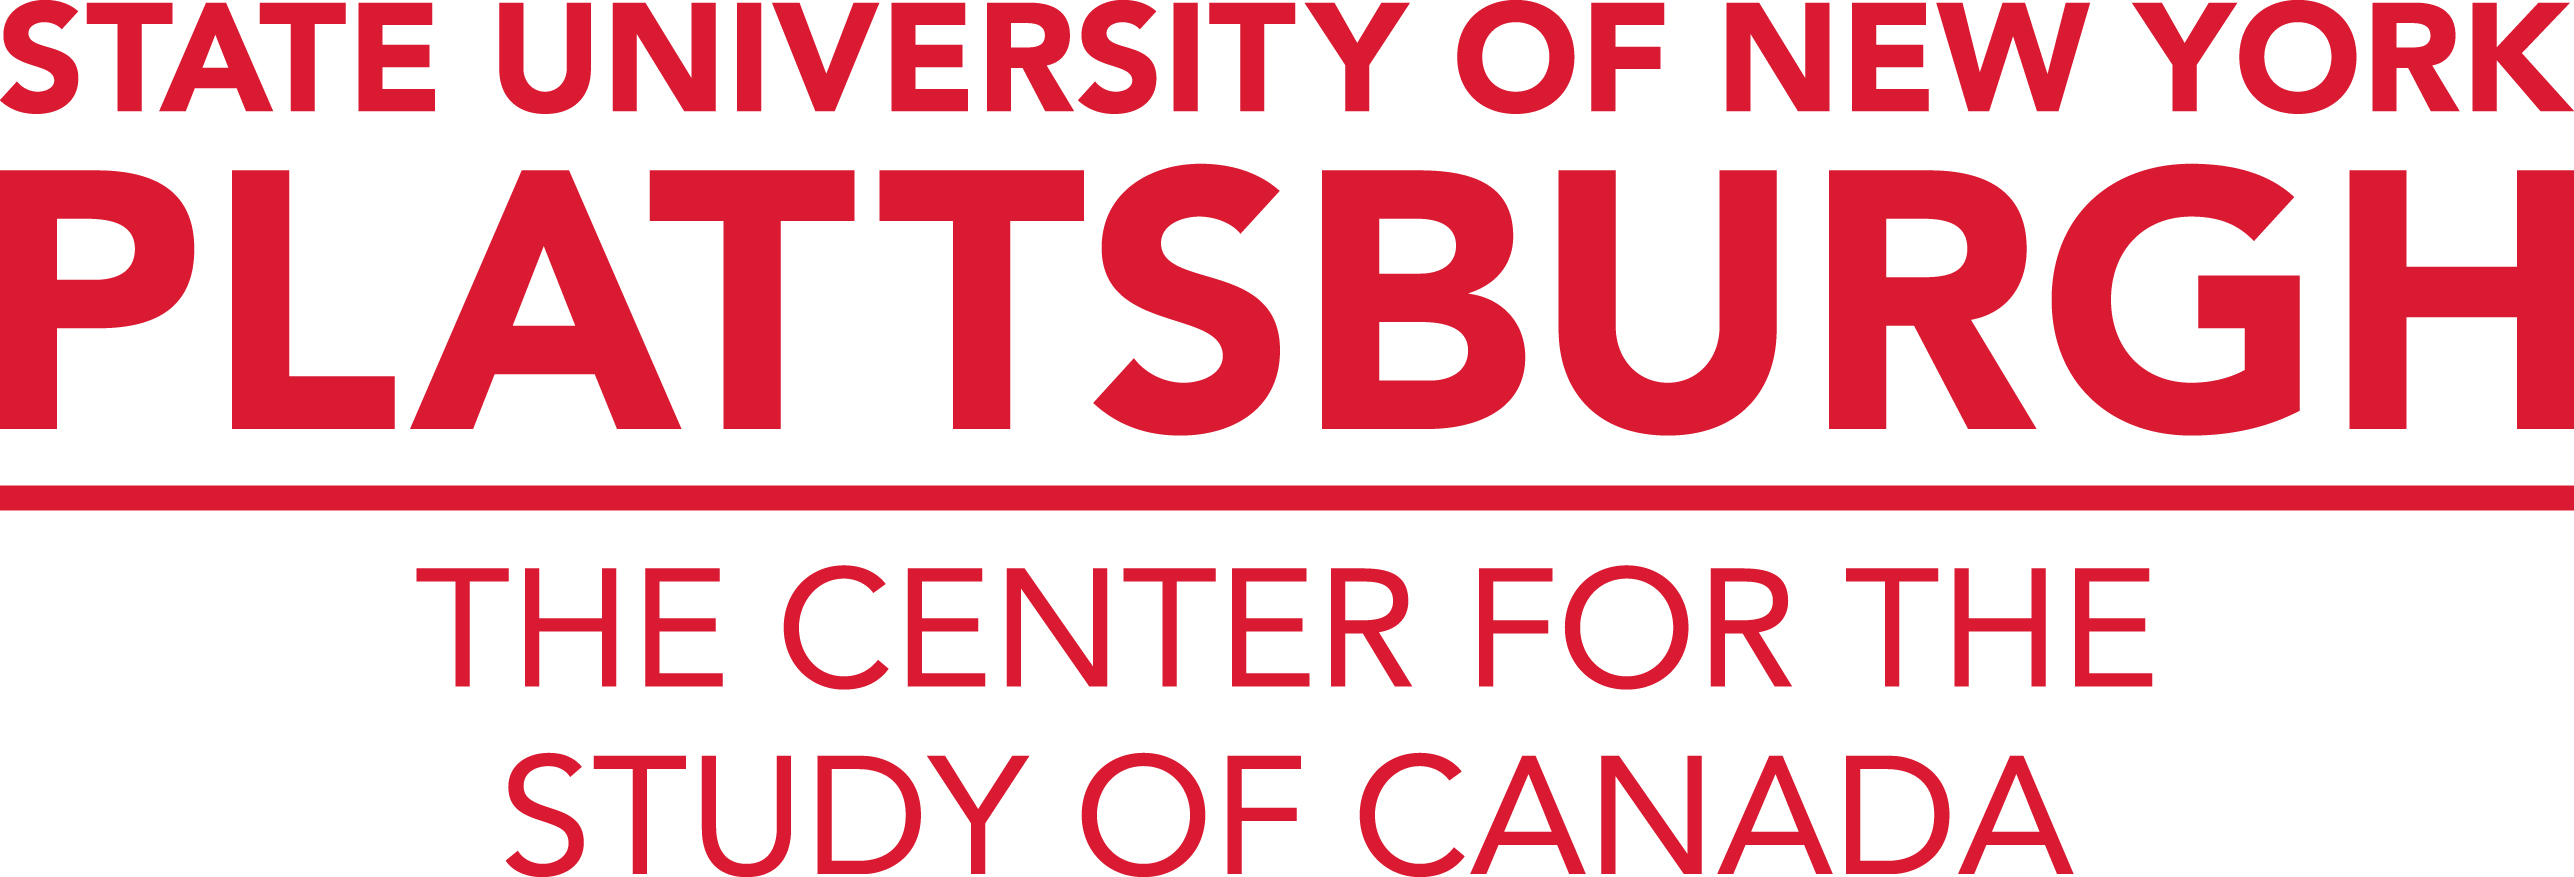 STATE UNIVERSITY OF NEW YORK
PLATTSBURGH
THE CENTER FOR THE
STUDY OF CANADA